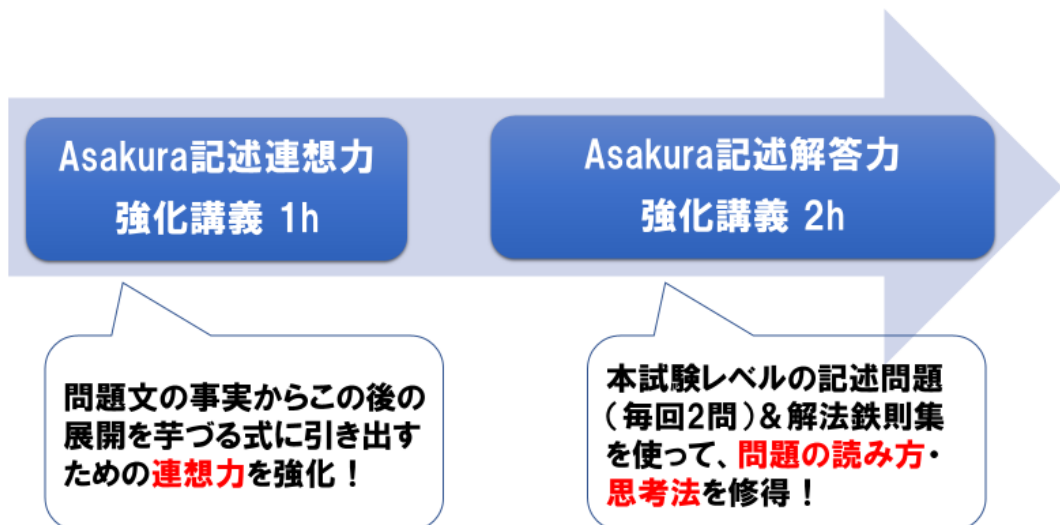 Asakura記述連想力
強化講義 1h
Asakura記述解答力
強化講義 2h
問題文の事実からこの後の
展開を芋づる式に引き出す
ための連想力を強化！
本試験レベルの記述問題
（毎回2問）＆解法鉄則集
を使って、問題の読み方・
思考法を修得！